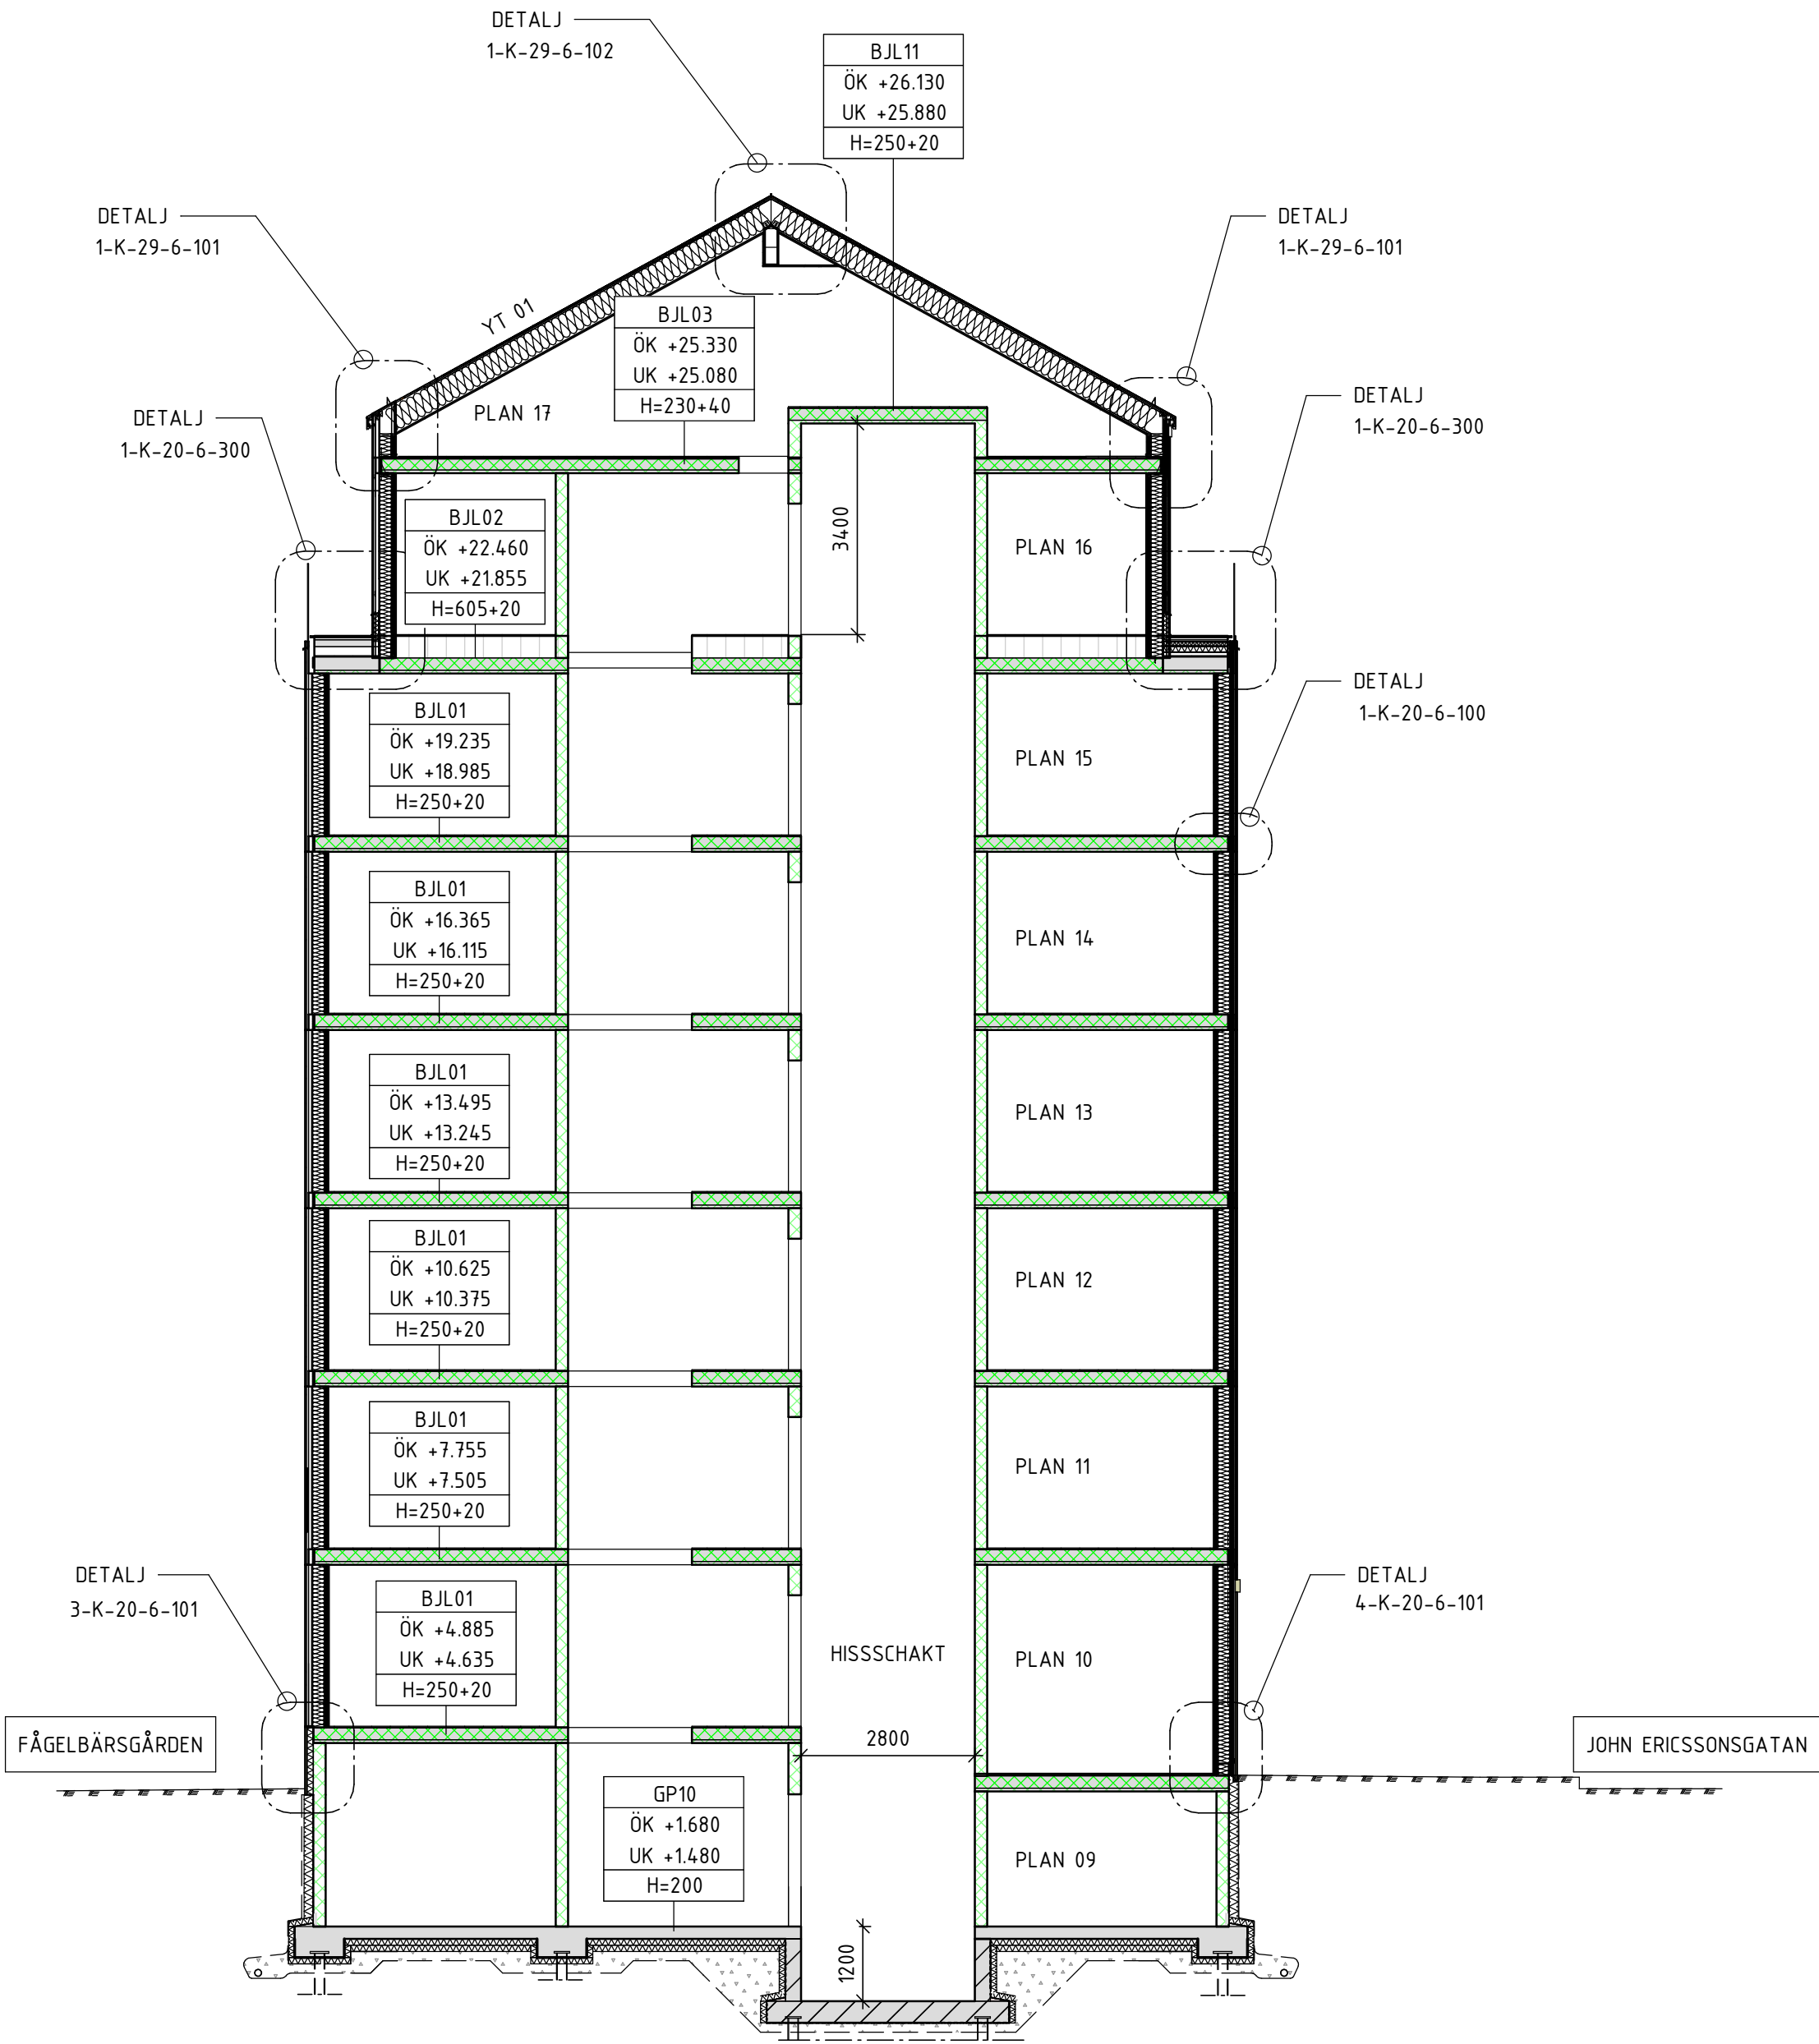 DETALJ
1-K-29-6-102
BJL11
ÖK +26.130
UK +25.880
H=250+20
DETALJ
1-K-29-6-101
DETALJ
1-K-29-6-101
YT 01
BJL03
ÖK +25.330
UK +25.080
H=230+40
PLAN 17
DETALJ
1-K-20-6-300
DETALJ
1-K-20-6-300
BJL02
ÖK +22.460
UK +21.855
H=605+20
3400
PLAN 16
DETALJ
1-K-20-6-100
BJL01
ÖK +19.235
UK +18.985
H=250+20
PLAN 15
BJL01
ÖK +16.365
UK +16.115
H=250+20
PLAN 14
BJL01
ÖK +13.495
UK +13.245
H=250+20
PLAN 13
BJL01
ÖK +10.625
UK +10.375
H=250+20
PLAN 12
BJL01
ÖK +7.755
UK +7.505
H=250+20
PLAN 11
DETALJ
3-K-20-6-101
BJL01
ÖK +4.885
UK +4.635
H=250+20
HISSSCHAKT
PLAN 10
DETALJ
4-K-20-6-101
FÅGELBÄRSGÅRDEN
2800
JOHN ERICSSONSGATAN
GP10
ÖK +1.680
UK +1.480
H=200
PLAN 09
1200